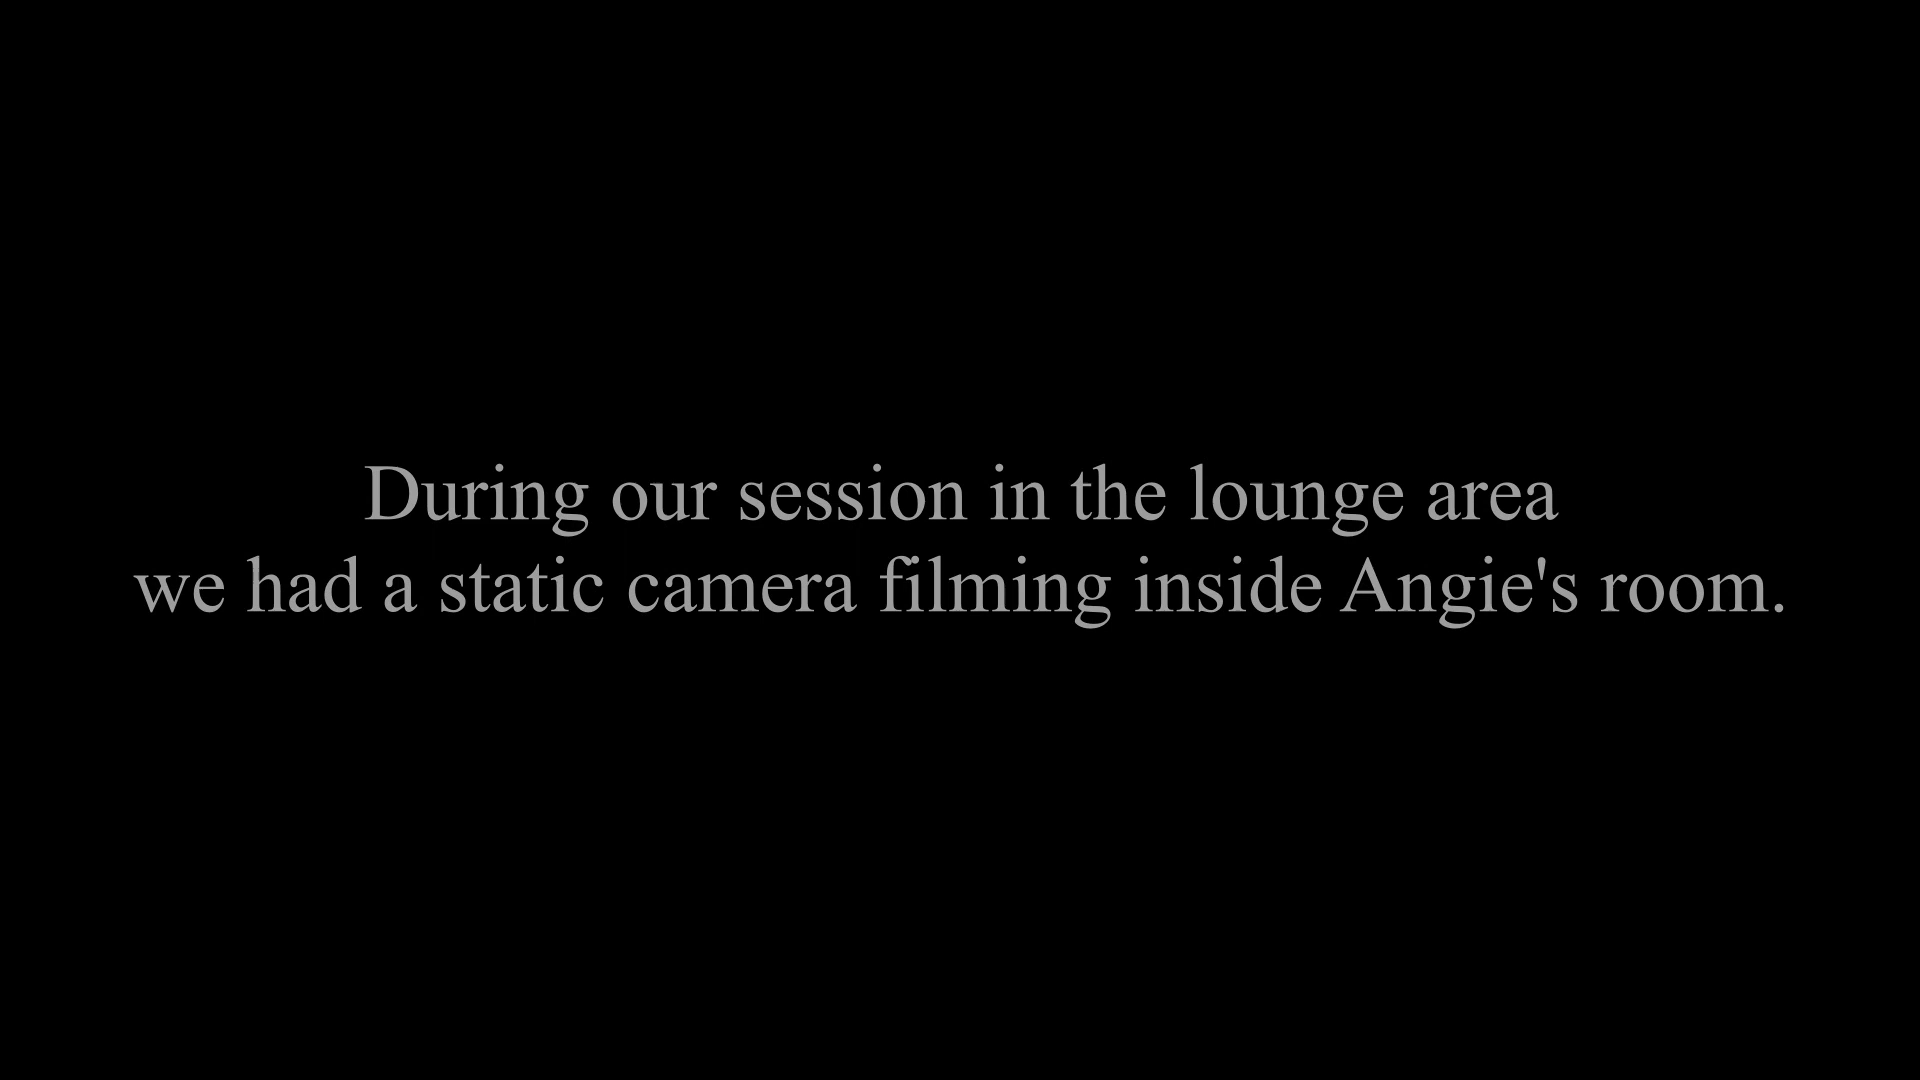 During our session in the lounge area
we had a static camera filming inside Angie's room.